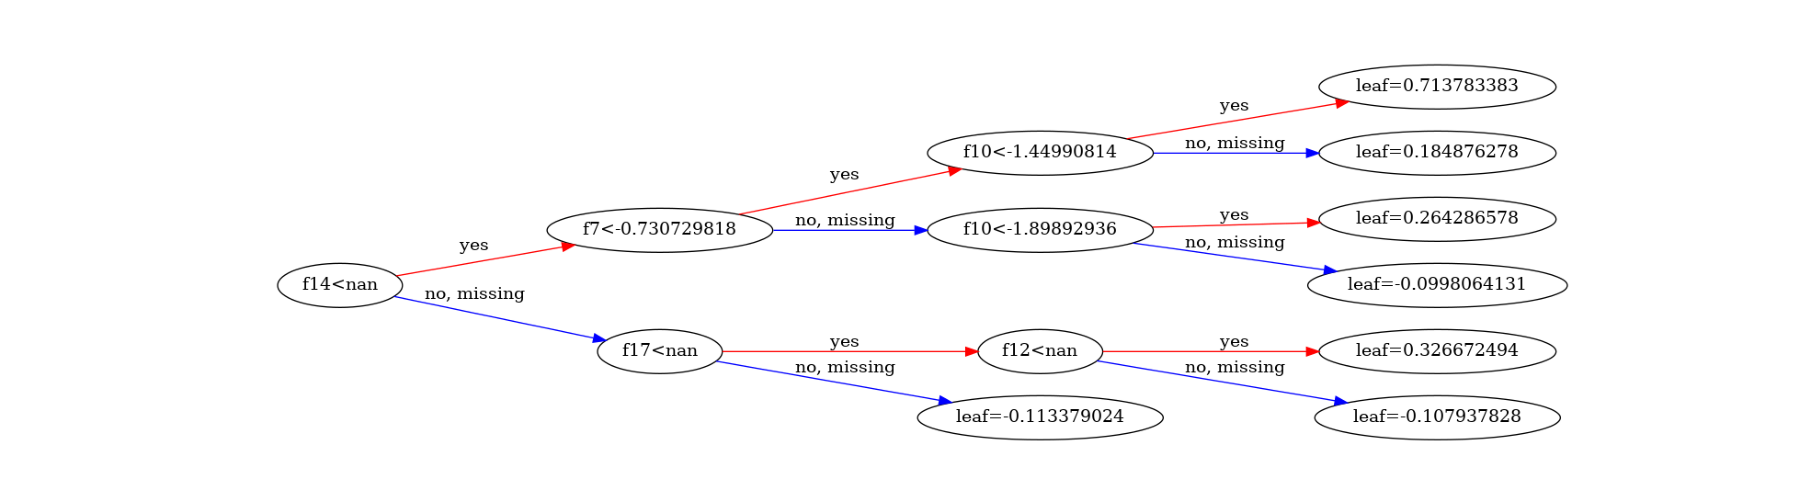 leaf=0.713783383
yes
f10<-1.44990814
no, missing
leaf=0.184876278
yes
yes
leaf=0.264286578
f7<-0.730729818
no, missing
f10<-1.89892936
no, missing
yes
f14<nan
leaf=-0.0998064131
no, missing
f17<nan
yes
f12<nan
yes
leaf=0.326672494
no, missing
no, missing
leaf=-0.113379024
leaf=-0.107937828